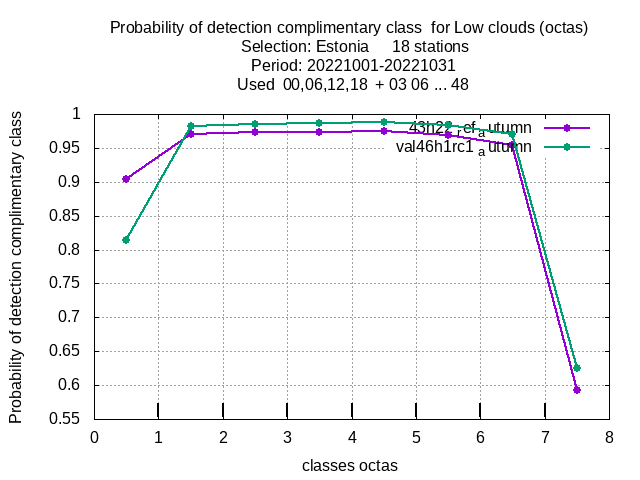 Probability of detection complimentary class for Low clouds (octas)
Selection: Estonia 18 stations
Period: 20221001-20221031
Used 00,06,12,18 + 03 06 ... 48
Probability of detection complimentary class
1
0.95
0.9
0.85
0.8
0.75
0.7
0.65
0.6
0.55
val46h1rc1 autumn
0 1 2 3 4 5 6 7 8
classes octas